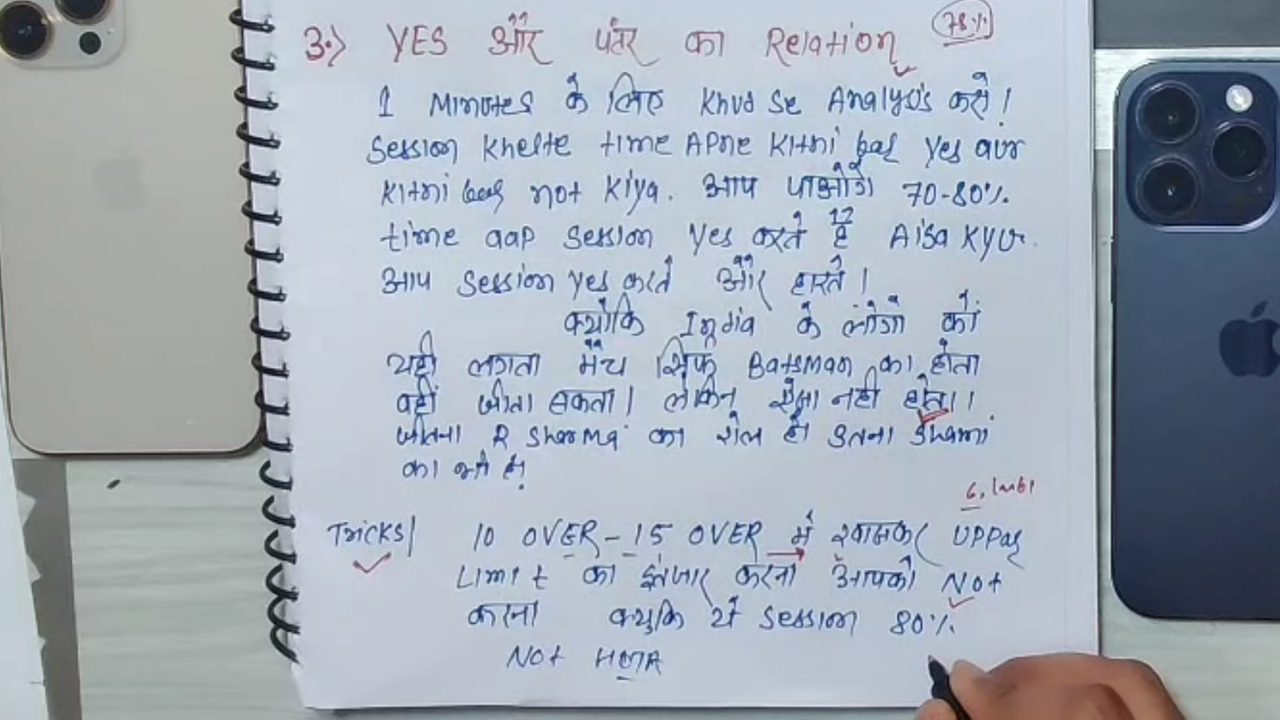 3.> YES और पंटर का Relation 78%
1 Minutes के लिए Khud Se Analysis करो!
Session Khelte time APne Kitni bar Yes aur
Kitni bar not Kiya. आप पाओगे 70-80%.
time aap Session Yes करते है Aisa Kyu.
आप Session yes करते और हारते।
क्योकि India के लोगो को
यही लगता मैच सिर्फ Batsman का होता
वही जीता सकता। लेकिन ऐसा नही होता।
जीतना R Sharma का रोल है उतना Shami
का भी है।
6, lambi
Tricks| 10 OVER - 15 OVER में खासकर UPPar
Limit का इंतजार करना आपको Not
करना क्युकि ये Session 80%.
Not HOTA